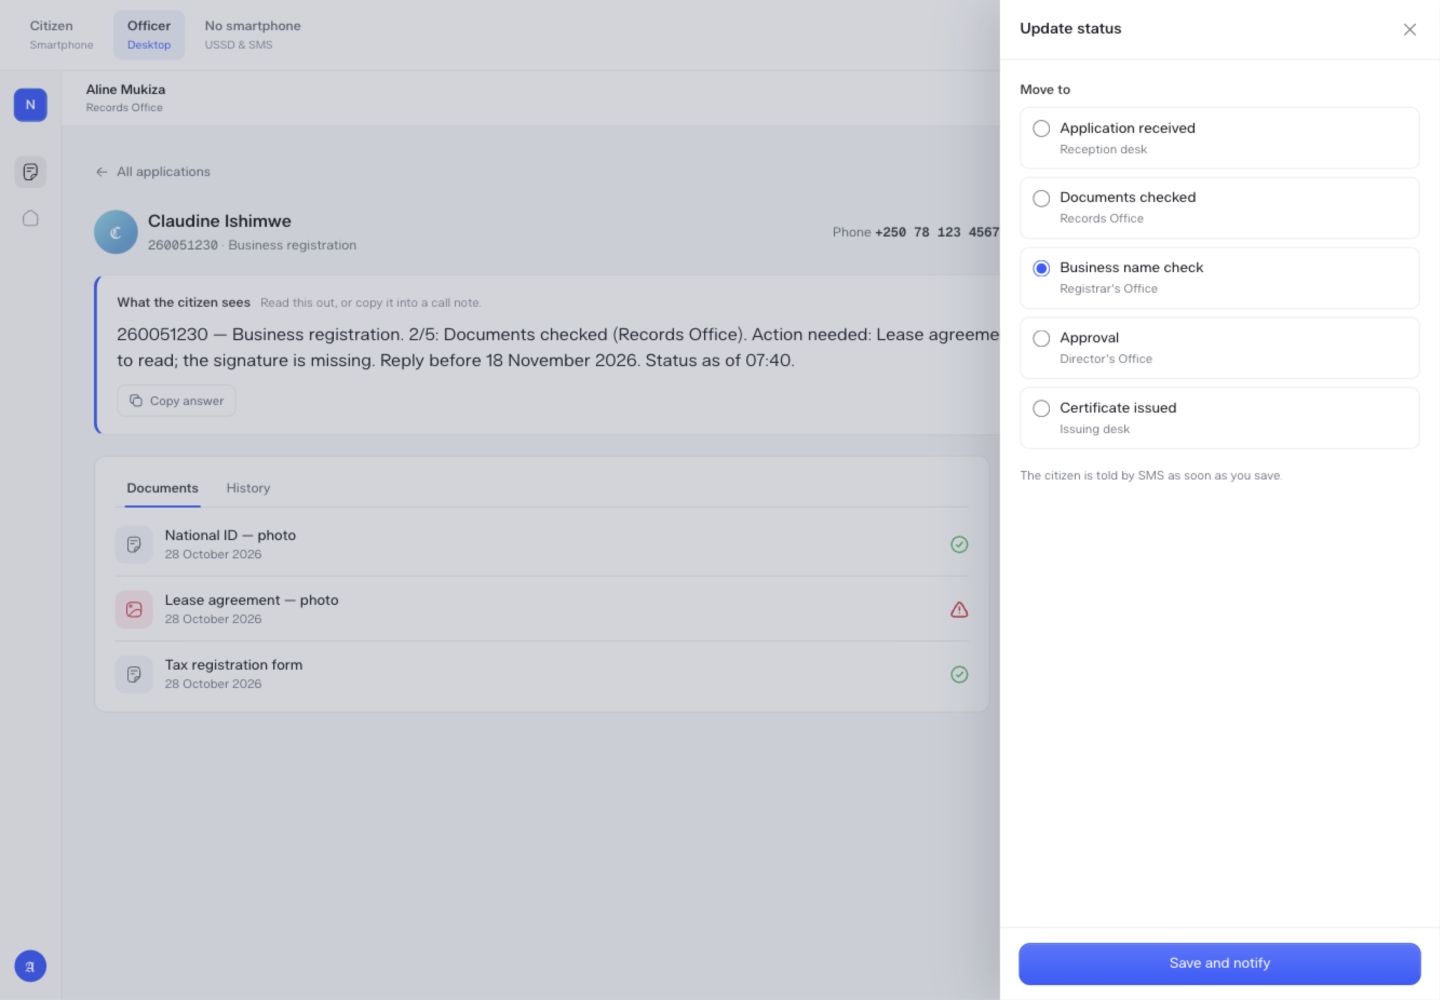 Citizen
Smartphone
Officer
Desktop
No smartphone
USSD & SMS
N
Aline Mukiza
Records Office
← All applications
C
Claudine Ishimwe
260051230 · Business registration
Phone +250 78 123 4567
What the citizen sees Read this out, or copy it into a call note.
260051230 — Business registration. 2/5: Documents checked (Records Office). Action needed: Lease agreeme
to read; the signature is missing. Reply before 18 November 2026. Status as of 07:40.
Copy answer
Documents
History
National ID — photo
28 October 2026
Lease agreement — photo
28 October 2026
Tax registration form
28 October 2026
A
Update status
Move to
Application received
Reception desk
Documents checked
Records Office
Business name check
Registrar's Office
Approval
Director's Office
Certificate issued
Issuing desk
The citizen is told by SMS as soon as you save.
Save and notify